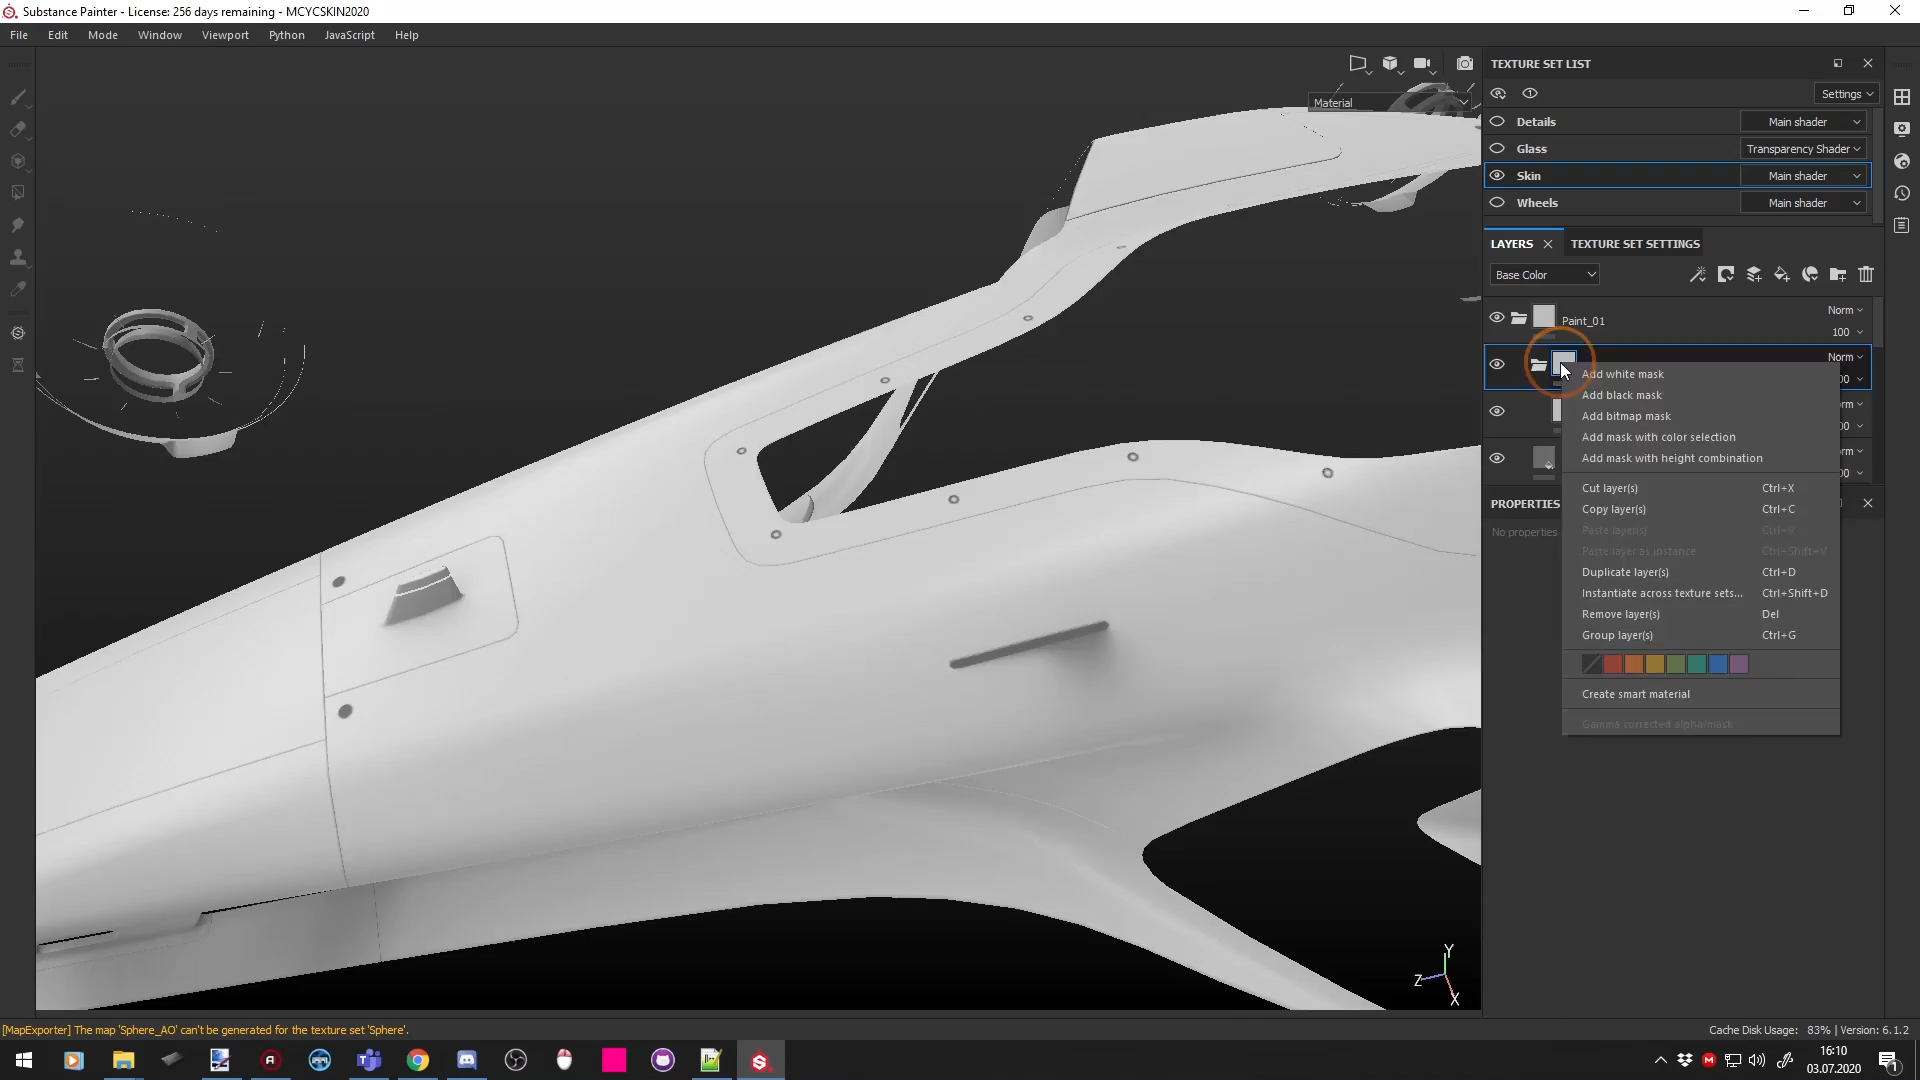 Substance Painter - License: 256 days remaining - MCYCSKIN2020
File Edit Mode Window Viewport Python JavaScript Help
Material
TEXTURE SET LIST
Settings
Details Main shader
Glass Transparency Shader
Skin Main shader
Wheels Main shader
LAYERS TEXTURE SET SETTINGS
Base Color
Norm
Paint_01
100
Norm
Add white mask
Add black mask
Add bitmap mask
Add mask with color selection
Add mask with height combination
Cut layer(s) Ctrl+X
Copy layer(s) Ctrl+C
Paste layer(s) Ctrl+V
Paste layer as instance Ctrl+Shift+V
Duplicate layer(s) Ctrl+D
Instantiate across texture sets... Ctrl+Shift+D
Remove layer(s) Del
Group layer(s) Ctrl+G
Create smart material
Gamma corrected alpha/mask
PROPERTIES
No properties
Y
Z
X
[MapExporter] The map 'Sphere_AO' can't be generated for the texture set 'Sphere'.
Cache Disk Usage: 83% | Version: 6.1.2
16:10
03.07.2020